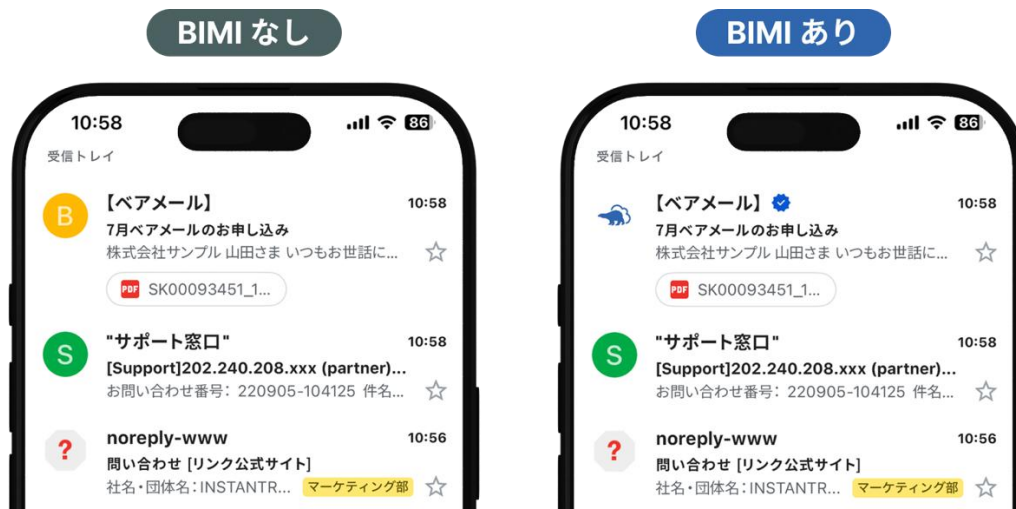 BIMI なし
10:58
86
受信トレイ
B
【ベアメール】
10:58
7月ベアメールのお申し込み
株式会社サンプル 山田さま いつもお世話に...
PDF
SK00093451_1...
S
"サポート窓口"
10:58
[Support]202.240.208.xxx (partner)...
お問い合わせ番号: 220905-104125 件名...
?
noreply-www
10:56
問い合わせ [リンク公式サイト]
社名・団体名:INSTANTR...
マーケティング部
BIMI あり
10:58
86
受信トレイ
【ベアメール】
10:58
7月ベアメールのお申し込み
株式会社サンプル 山田さま いつもお世話に...
PDF
SK00093451_1...
S
"サポート窓口"
10:58
[Support]202.240.208.xxx (partner)...
お問い合わせ番号: 220905-104125 件名...
?
noreply-www
10:56
問い合わせ [リンク公式サイト]
社名・団体名:INSTANTR...
マーケティング部